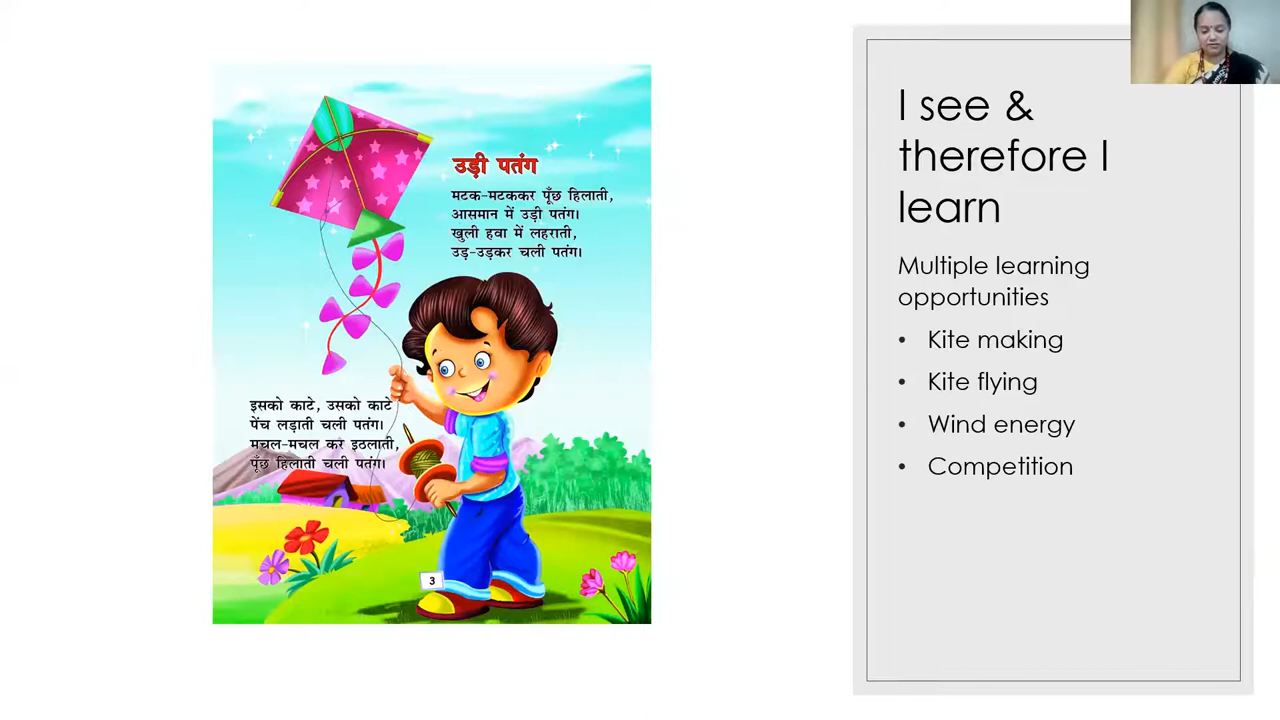 उड़ी पतंग
मटक-मटककर पूँछ हिलाती,
आसमान में उड़ी पतंग।
खुली हवा में लहराती,
उड़-उड़कर चली पतंग।
इसको काटे, उसको काटे
पेंच लड़ाती चली पतंग।
मचल-मचल कर इठलाती,
पूँछ हिलाती चली पतंग।
3
I see &
therefore I
learn
Multiple learning
opportunities
• Kite making
• Kite flying
• Wind energy
• Competition